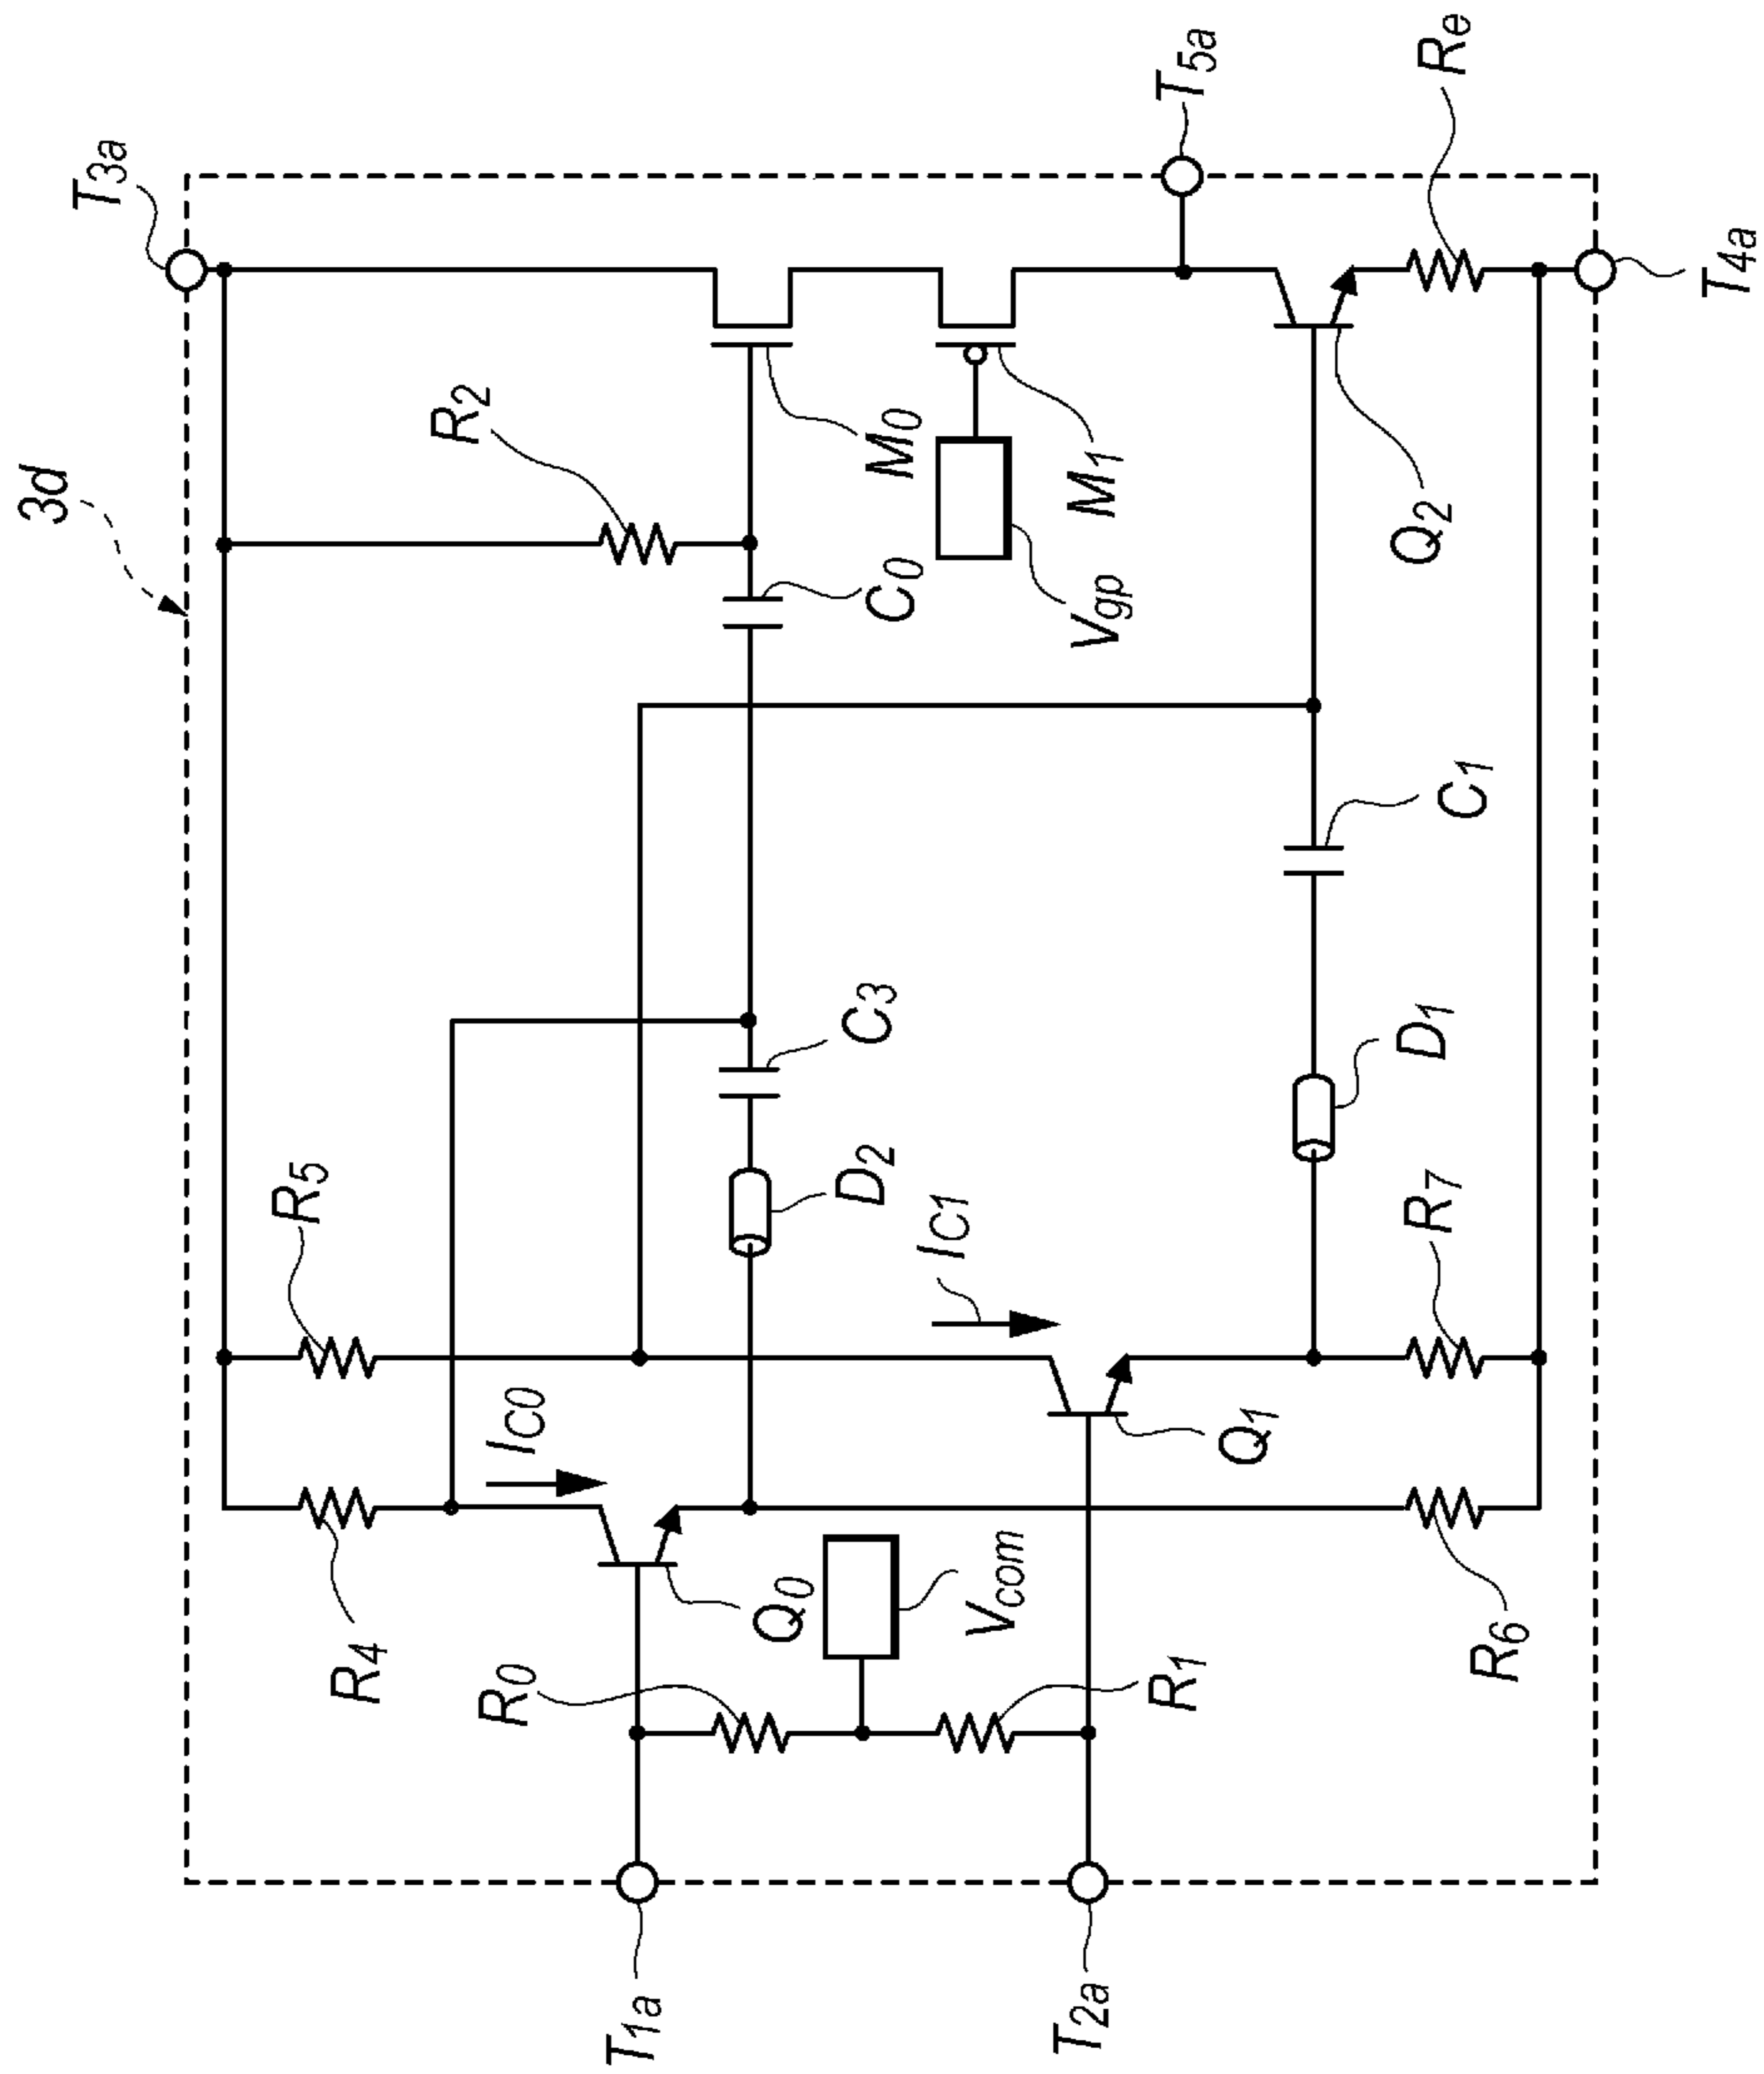 3d
T3a
R5
R2
R4
IC0
C3
C0
M0
T5a
R0
Q0
D2
Vgp
M1
T1a
Vcom
IC1
R1
Q1
D1
C1
Q2
Re
T2a
R6
R7
T4a